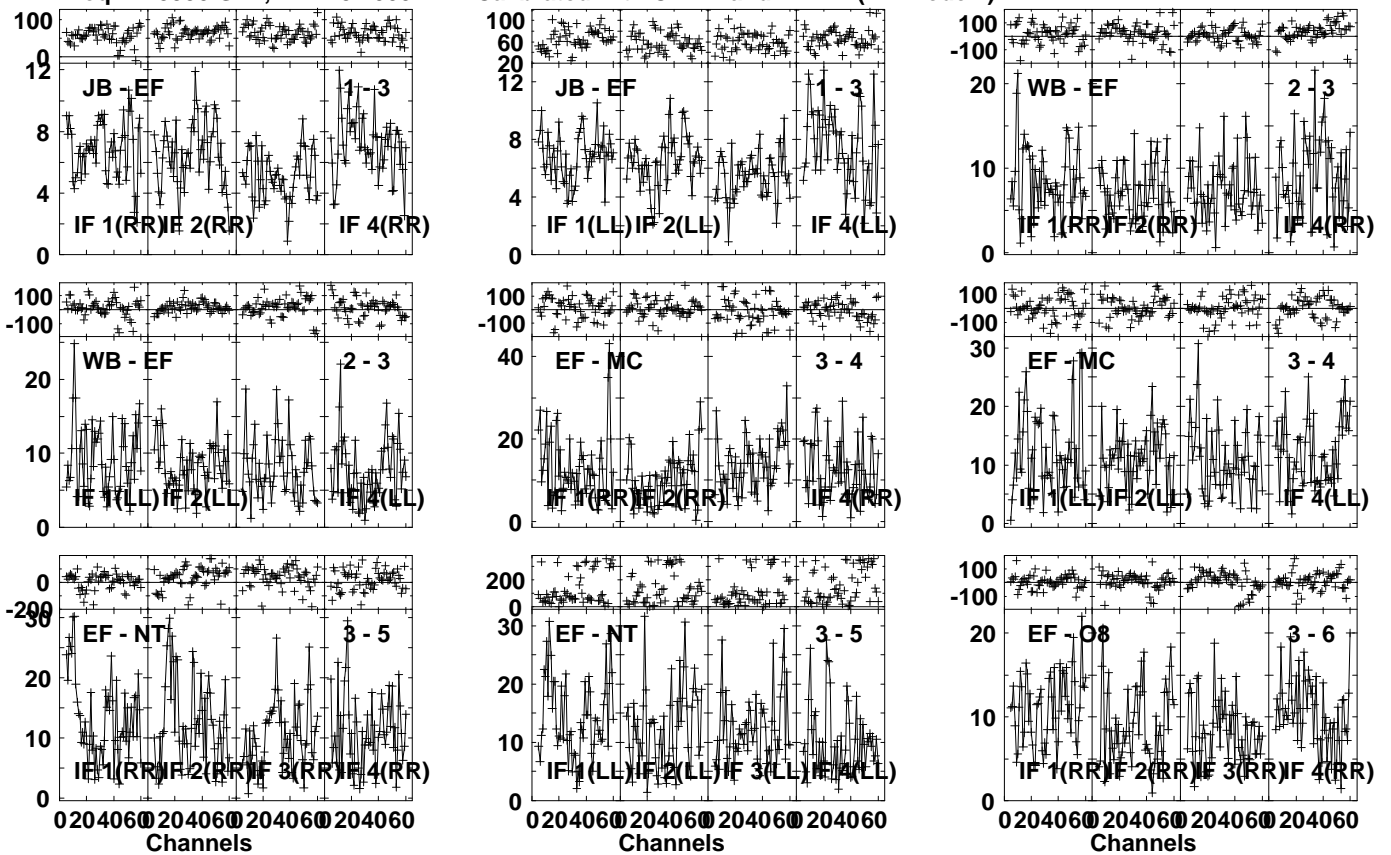 100
0
12
8
4
0
JB - EF 1 - 3
IF 1(RR) IF 2(RR) IF 4(RR)
100
60
20
12
8
4
0
JB - EF 1 - 3
IF 1(LL) IF 2(LL) IF 4(LL)
100
-100
20
10
0
WB - EF 2 - 3
IF 1(RR) IF 2(RR) IF 4(RR)
100
-100
20
10
0
WB - EF 2 - 3
IF 1(LL) IF 2(LL) IF 4(LL)
100
-100
40
20
0
EF - MC 3 - 4
IF 1(RR) IF 2(RR) IF 4(RR)
100
-100
30
20
10
0
EF - MC 3 - 4
IF 1(LL) IF 2(LL) IF 4(LL)
0
-200
30
20
10
0
EF - NT 3 - 5
IF 1(RR) IF 2(RR) IF 3(RR) IF 4(RR)
0 20 40 60 0 20 40 60 0 20 40 60 0 20 40 60
Channels
200
0
30
20
10
0
EF - NT 3 - 5
IF 1(LL) IF 2(LL) IF 3(LL) IF 4(LL)
0 20 40 60 0 20 40 60 0 20 40 60 0 20 40 60
Channels
100
-100
20
10
0
EF - O8 3 - 6
IF 1(RR) IF 2(RR) IF 3(RR) IF 4(RR)
0 20 40 60 0 20 40 60 0 20 40 60 0 20 40 60
Channels